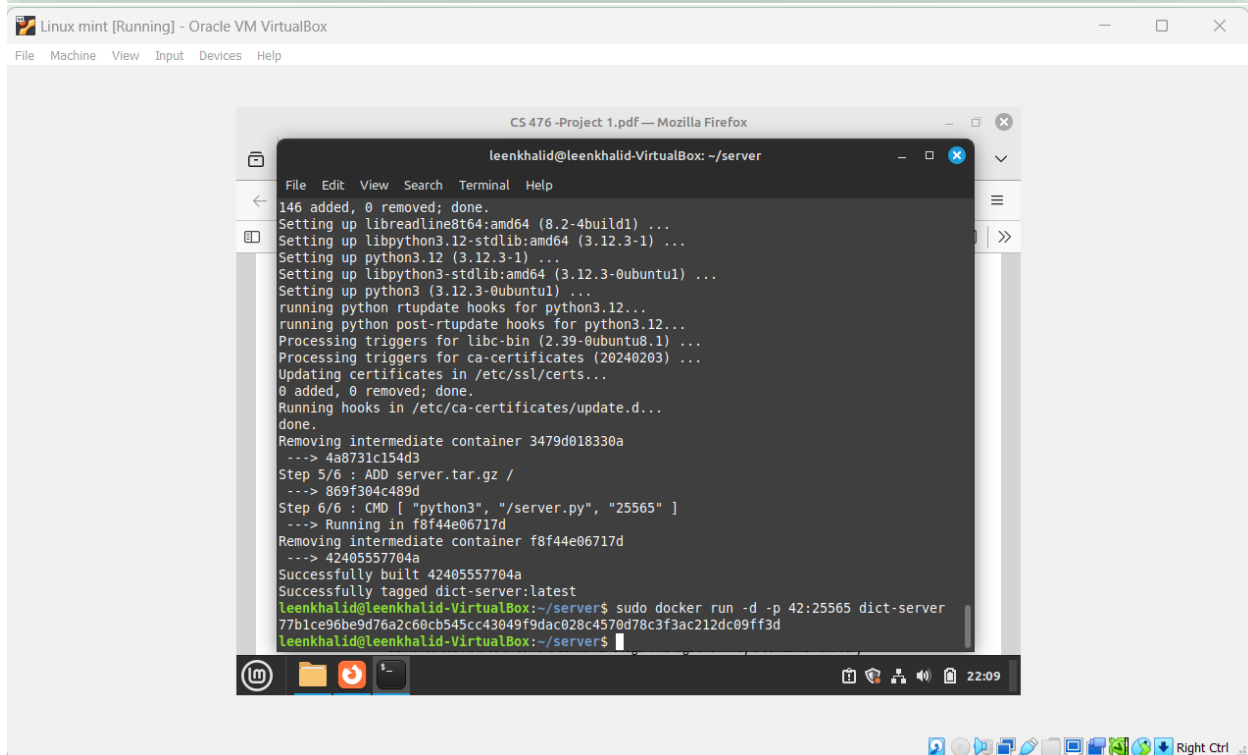 Linux mint [Running] - Oracle VM VirtualBox
File Machine View Input Devices Help
CS 476 -Project 1.pdf — Mozilla Firefox
leenkhalid@leenkhalid-VirtualBox: ~/server
File Edit View Search Terminal Help
146 added, 0 removed; done.
Setting up libreadline8t64:amd64 (8.2-4build1) ...
Setting up libpython3.12-stdlib:amd64 (3.12.3-1) ...
Setting up python3.12 (3.12.3-1) ...
Setting up libpython3-stdlib:amd64 (3.12.3-0ubuntu1) ...
Setting up python3 (3.12.3-0ubuntu1) ...
running python rtupdate hooks for python3.12...
running python post-rtupdate hooks for python3.12...
Processing triggers for libc-bin (2.39-0ubuntu8.1) ...
Processing triggers for ca-certificates (20240203) ...
Updating certificates in /etc/ssl/certs...
0 added, 0 removed; done.
Running hooks in /etc/ca-certificates/update.d...
done.
Removing intermediate container 3479d018330a
---> 4a8731c154d3
Step 5/6 : ADD server.tar.gz /
---> 869f304c489d
Step 6/6 : CMD [ "python3", "/server.py", "25565" ]
---> Running in f8f44e06717d
Removing intermediate container f8f44e06717d
---> 42405557704a
Successfully built 42405557704a
Successfully tagged dict-server:latest
leenkhalid@leenkhalid-VirtualBox:~/server$ sudo docker run -d -p 42:25565 dict-server
77b1ce96be9d76a2c60cb545cc43049f9dac028c4570d78c3f3ac212dc09ff3d
leenkhalid@leenkhalid-VirtualBox:~/server$
22:09
Right Ctrl